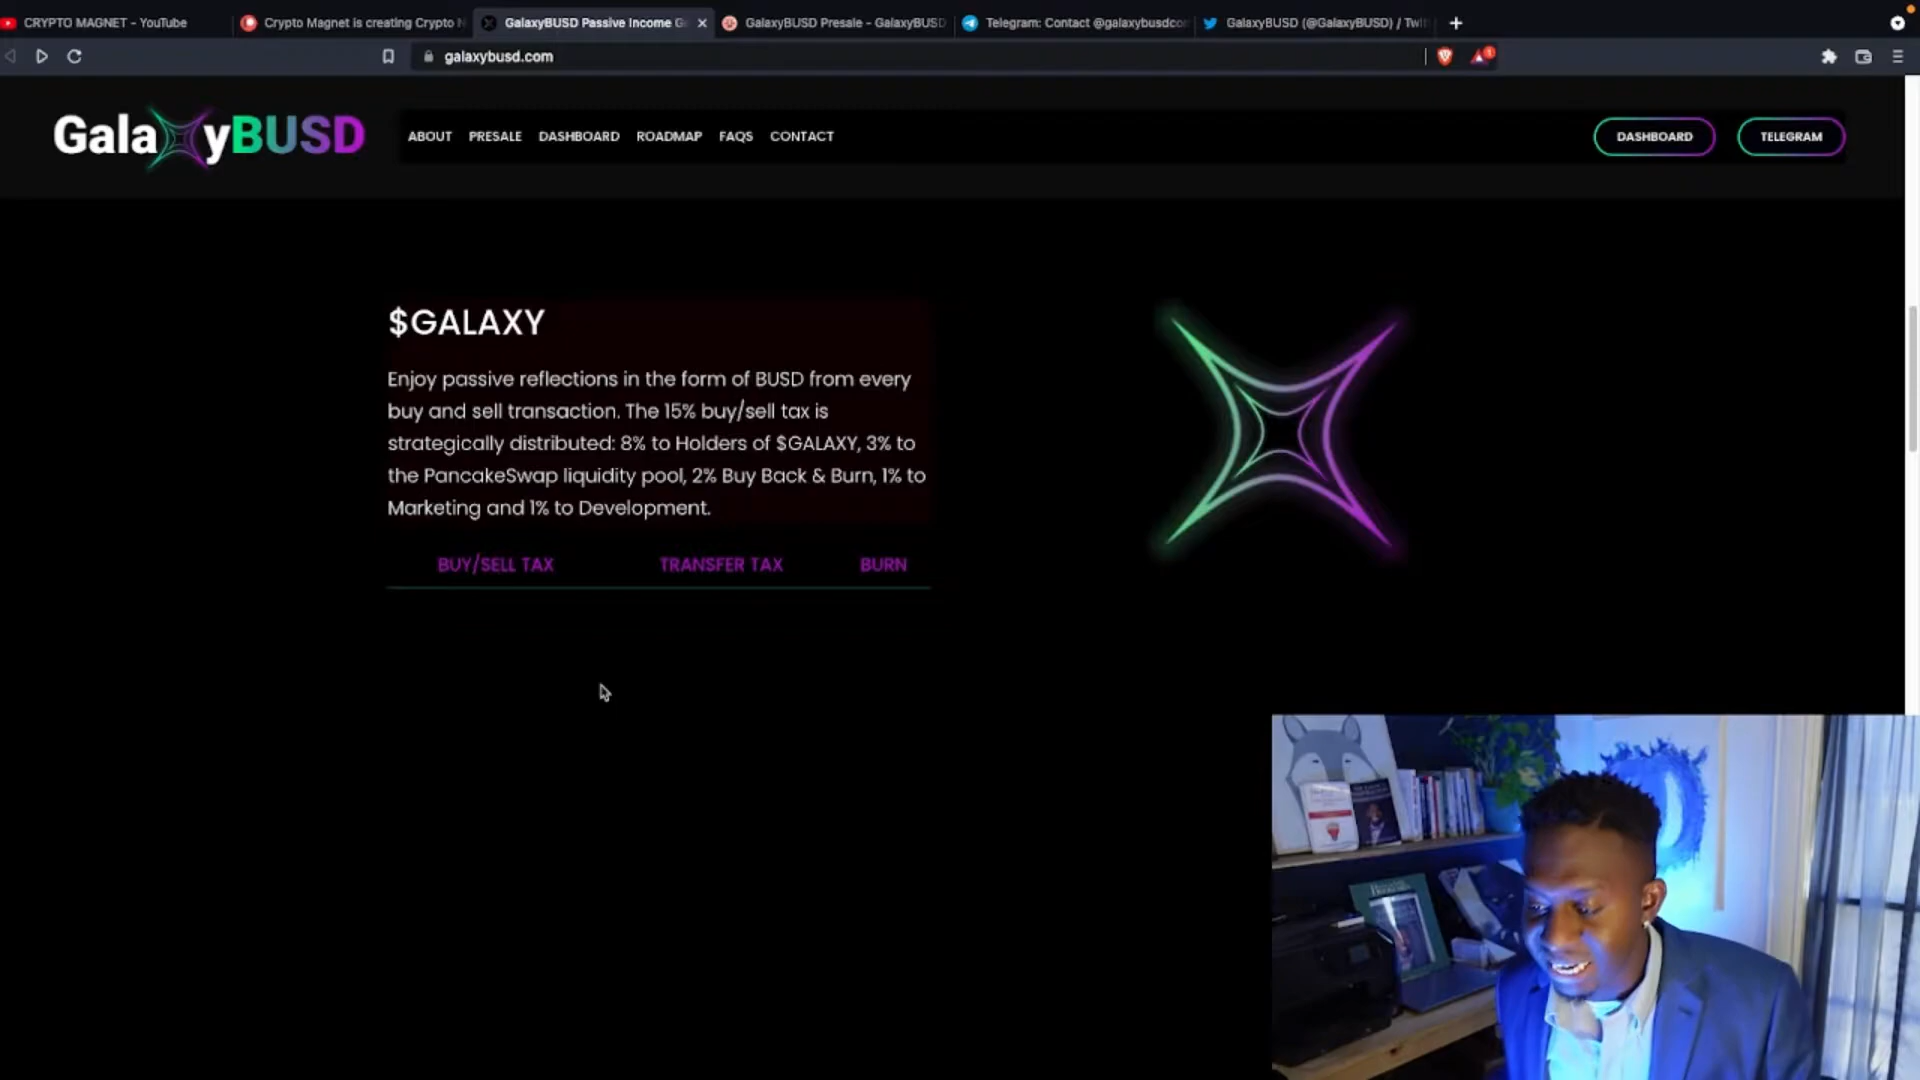 CRYPTO MAGNET - YouTube
Crypto Magnet is creating Crypto
GalaxyBUSD Passive Income G
GalaxyBUSD Presale - GalaxyBUSD
Telegram: Contact @galaxybusdcom
GalaxyBUSD (@GalaxyBUSD) / Twit
galaxybusd.com
1
GalaxyBUSD
ABOUT
PRESALE
DASHBOARD
ROADMAP
FAQS
CONTACT
DASHBOARD
TELEGRAM
$GALAXY
Enjoy passive reflections in the form of BUSD from every
buy and sell transaction. The 15% buy/sell tax is
strategically distributed: 8% to Holders of $GALAXY, 3% to
the PancakeSwap liquidity pool, 2% Buy Back & Burn, 1% to
Marketing and 1% to Development.
BUY/SELL TAX
TRANSFER TAX
BURN